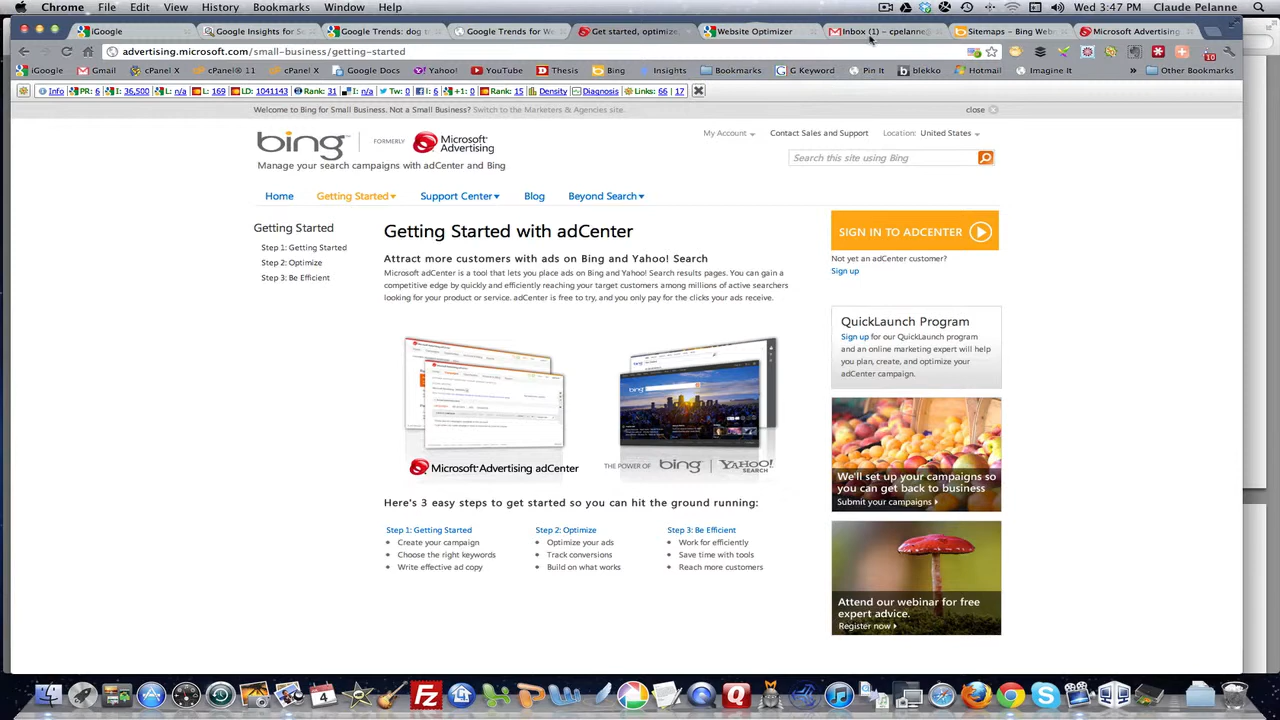 Chrome File Edit View History Bookmarks Window Help Wed 3:47 PM Claude Pelanne
iGoogle Google Insights for Se Google Trends: dog tr Google Trends for We Get started, optimize, Website Optimizer Inbox (1) – cpelanne@ Sitemaps – Bing Web Microsoft Advertising
advertising.microsoft.com/small-business/getting-started
iGoogle Gmail cPanel X cPanel® 11 cPanel X Google Docs Yahoo! YouTube Thesis Bing Insights Bookmarks G Keyword Pin It blekko Hotmail Imagine It » Other Bookmarks
Info PR: 6 I: 36,500 L: n/a L: 169 LD: 1041143 Rank: 31 I: n/a Tw: 0 I: 6 +1: 0 Rank: 15 Density Diagnosis Links: 66 17
Welcome to Bing for Small Business. Not a Small Business? Switch to the Marketers & Agencies site. close
bing FORMERLY Microsoft Advertising
Manage your search campaigns with adCenter and Bing
My Account Contact Sales and Support Location: United States
Search this site using Bing
Home Getting Started Support Center Blog Beyond Search
Getting Started
Step 1: Getting Started
Step 2: Optimize
Step 3: Be Efficient
Getting Started with adCenter
Attract more customers with ads on Bing and Yahoo! Search
Microsoft adCenter is a tool that lets you place ads on Bing and Yahoo! Search results pages. You can gain a
competitive edge by quickly and efficiently reaching your target customers among millions of active searchers
looking for your product or service. adCenter is free to try, and you only pay for the clicks your ads receive.
bing
Microsoft Advertising adCenter
THE POWER OF bing YAHOO! SEARCH
Here's 3 easy steps to get started so you can hit the ground running:
Step 1: Getting Started
• Create your campaign
• Choose the right keywords
• Write effective ad copy
Step 2: Optimize
• Optimize your ads
• Track conversions
• Build on what works
Step 3: Be Efficient
• Work for efficiently
• Save time with tools
• Reach more customers
SIGN IN TO ADCENTER
Not yet an adCenter customer?
Sign up
QuickLaunch Program
Sign up for our QuickLaunch program
and an online marketing expert will help
you plan, create, and optimize your
adCenter campaign.
We'll set up your campaigns so
you can get back to business
Submit your campaigns
Attend our webinar for free
expert advice.
Register now
4
Fz